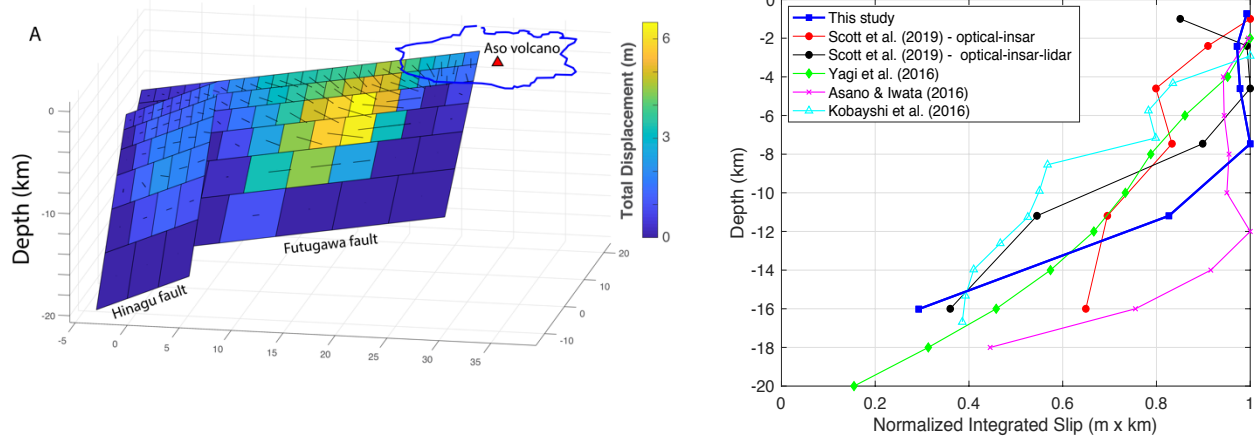 A
Aso volcano
Total Displacement (m)
6
3
0
Depth (km)
0
-10
-20
Futugawa fault
Hinagu fault
-5
0
5
10
15
20
25
30
35
20
10
0
-10
This study
Scott et al. (2019) - optical-insar
Scott et al. (2019) - optical-insar-lidar
Yagi et al. (2016)
Asano & Iwata (2016)
Kobayshi et al. (2016)
Depth (km)
0
-2
-4
-6
-8
-10
-12
-14
-16
-18
-20
0
0.2
0.4
0.6
0.8
1
Normalized Integrated Slip (m x km)